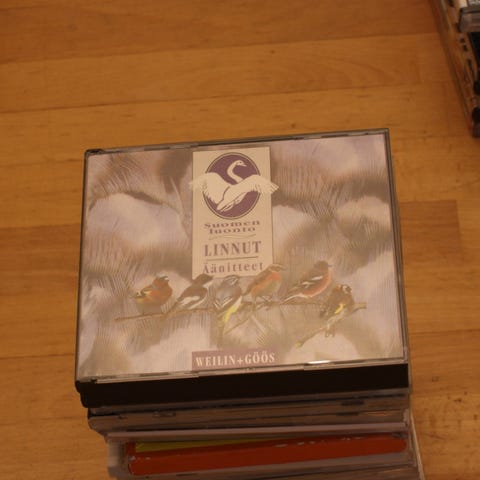 Suomen
luonto
LINNUT
Äänitteet
WEILIN+GÖÖS